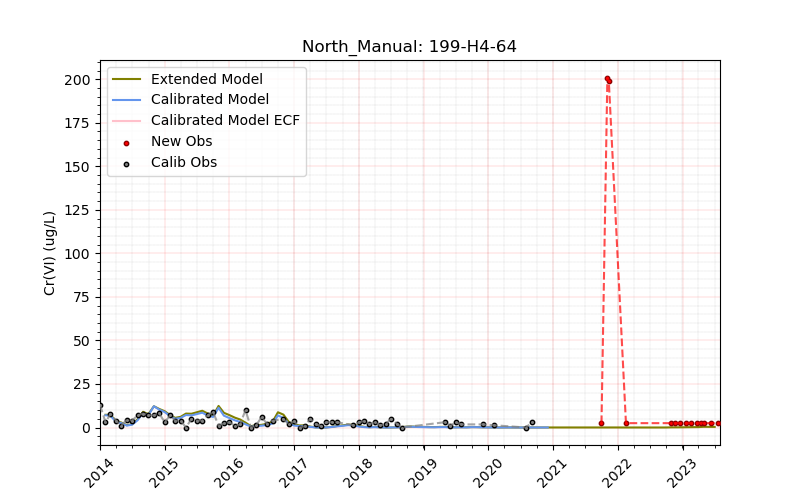 North_Manual: 199-H4-64
Extended Model
Calibrated Model
Calibrated Model ECF
New Obs
Calib Obs
Cr(VI) (ug/L)
200
175
150
125
100
75
50
25
0
2014 2015 2016 2017 2018 2019 2020 2021 2022 2023